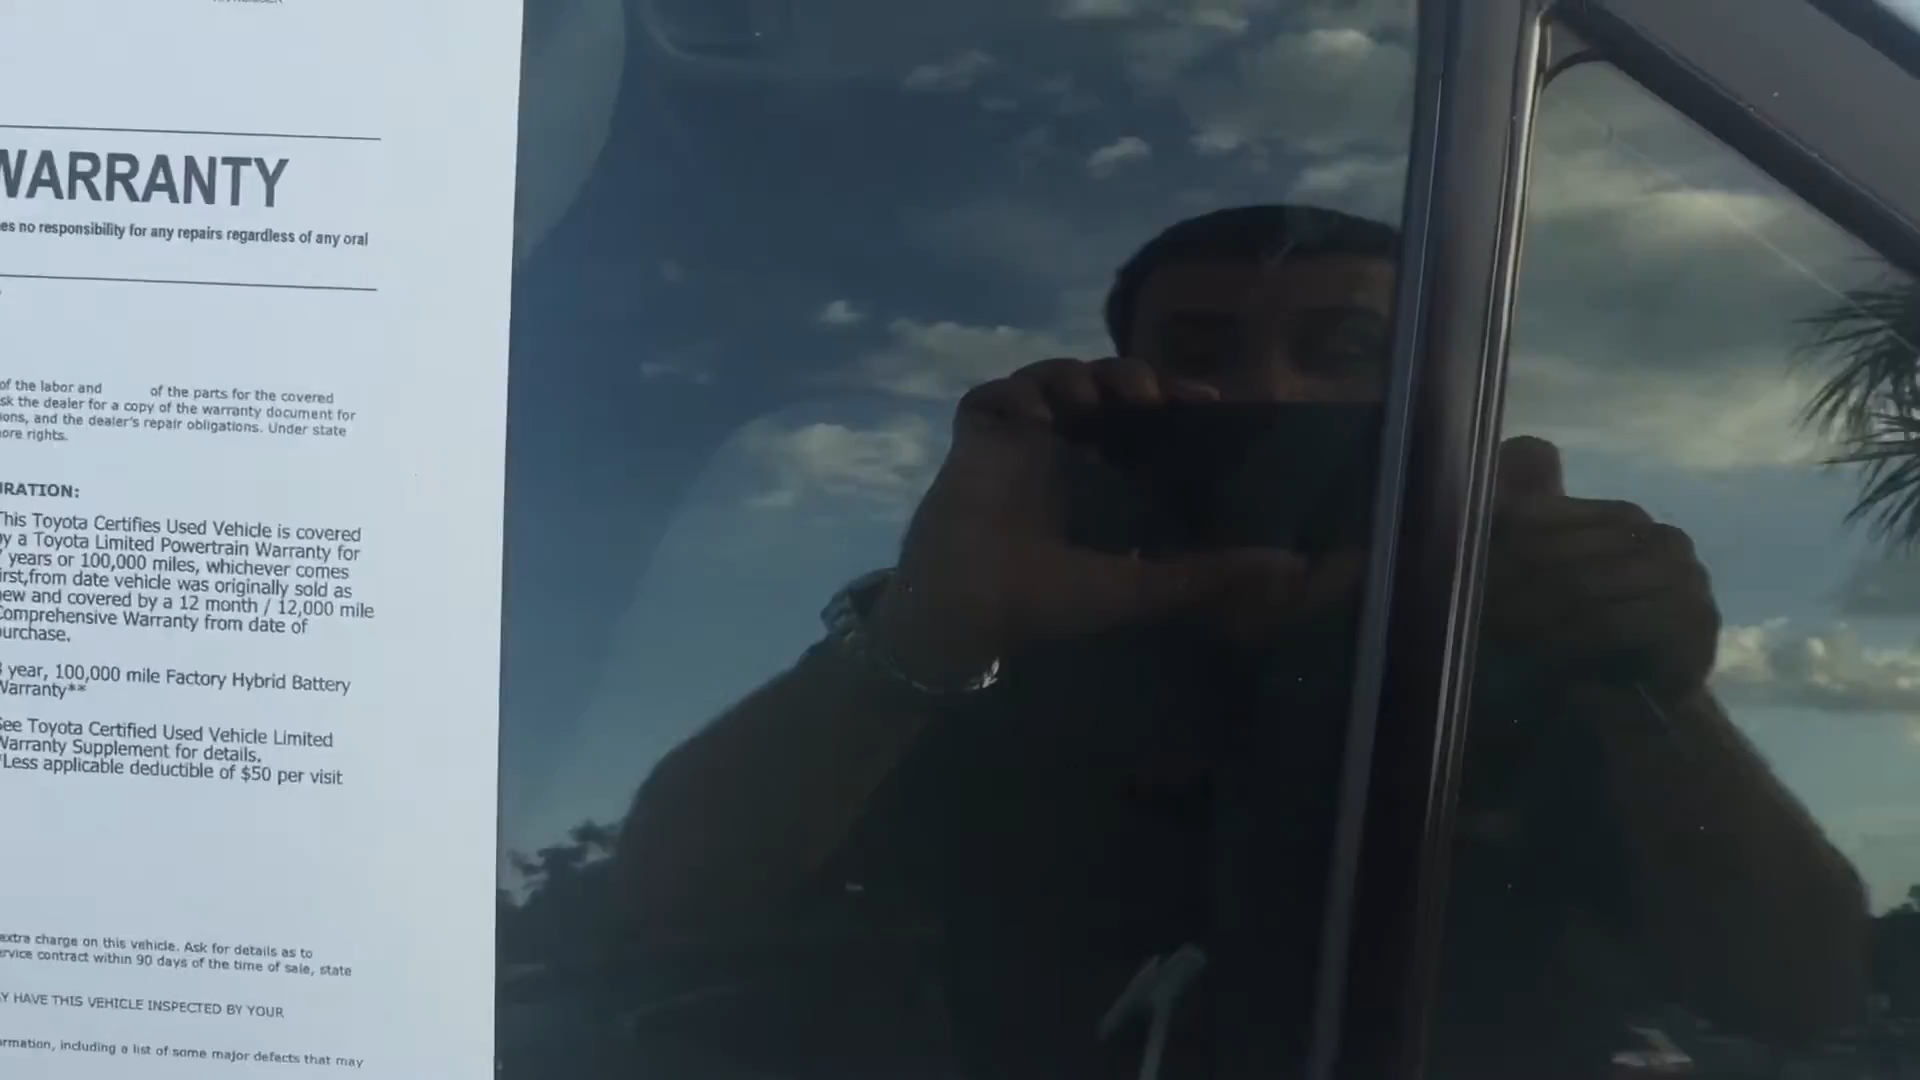 WARRANTY
es no responsibility for any repairs regardless of any oral
of the labor and of the parts for the covered
sk the dealer for a copy of the warranty document for
ions, and the dealer's repair obligations. Under state
ore rights.
RATION:
This Toyota Certifies Used Vehicle is covered
by a Toyota Limited Powertrain Warranty for
years or 100,000 miles, whichever comes
first,from date vehicle was originally sold as
new and covered by a 12 month / 12,000 mile
Comprehensive Warranty from date of
purchase.
year, 100,000 mile Factory Hybrid Battery
Warranty**
See Toyota Certified Used Vehicle Limited
Warranty Supplement for details.
*Less applicable deductible of $50 per visit
extra charge on this vehicle. Ask for details as to
ervice contract within 90 days of the time of sale, state
Y HAVE THIS VEHICLE INSPECTED BY YOUR
ormation, including a list of some major defects that may